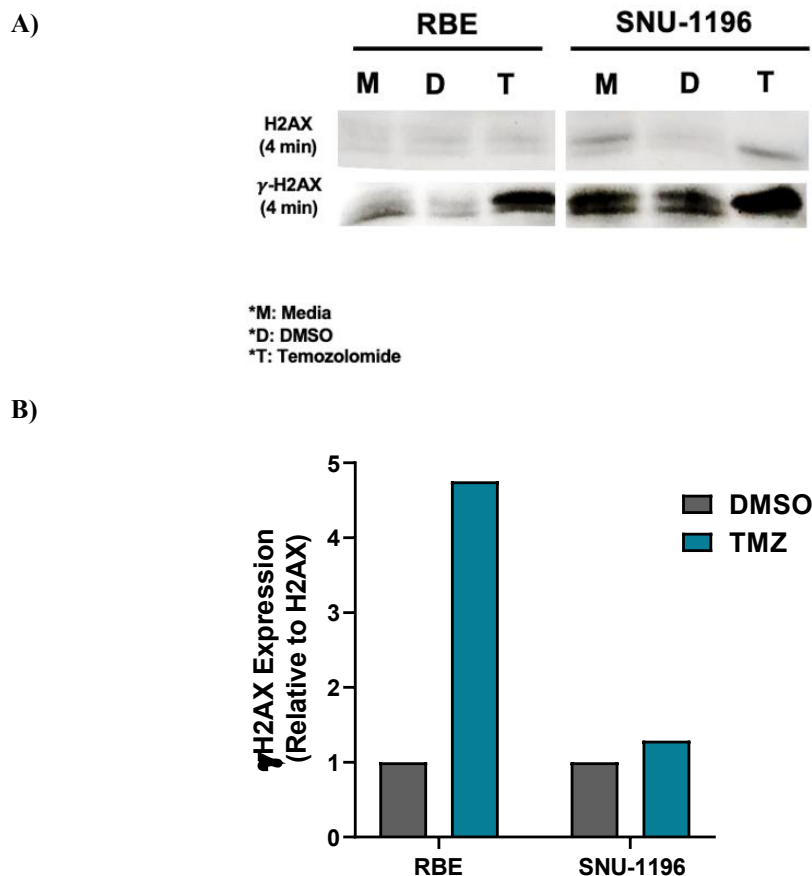 A)
RBE SNU-1196
M D T M D T
H2AX
(4 min)
γ-H2AX
(4 min)
*M: Media
*D: DMSO
*T: Temozolomide
B)
γH2AX Expression
(Relative to H2AX)
5
4
3
2
1
0
DMSO
TMZ
RBE SNU-1196